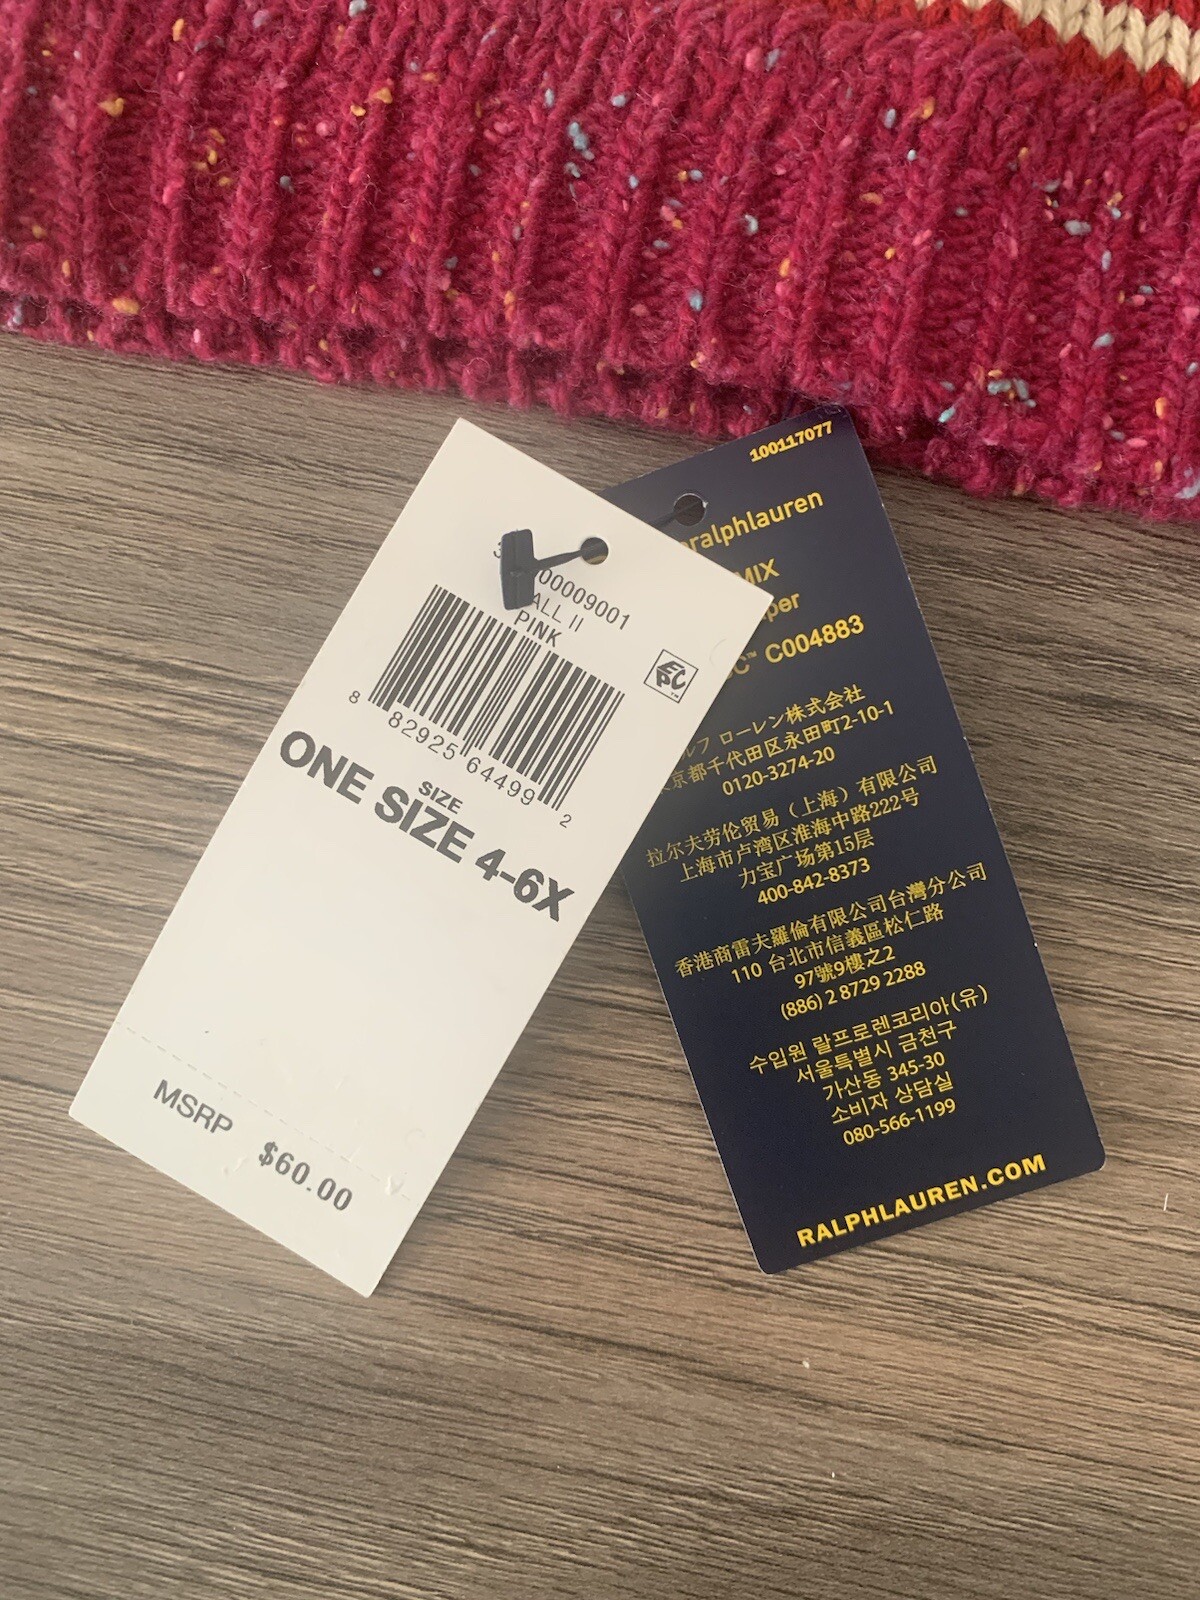 00009001
ALL II
PINK
EPC™
8 82925 64499 2
SIZE
ONE SIZE 4-6X
MSRP $60.00
100117077
ralphlauren
MIX
C™ C004883
ローレン株式会社
京都千代田区永田町2-10-1
0120-3274-20
拉尔夫劳伦贸易（上海）有限公司
上海市卢湾区淮海中路222号
力宝广场第15层
400-842-8373
香港商雷夫羅倫有限公司台灣分公司
110 台北市信義區松仁路
97號9樓之2
(886) 2 8729 2288
수입원 랄프로렌코리아(유)
서울특별시 금천구
가산동 345-30
소비자 상담실
080-566-1199
RALPHLAUREN.COM